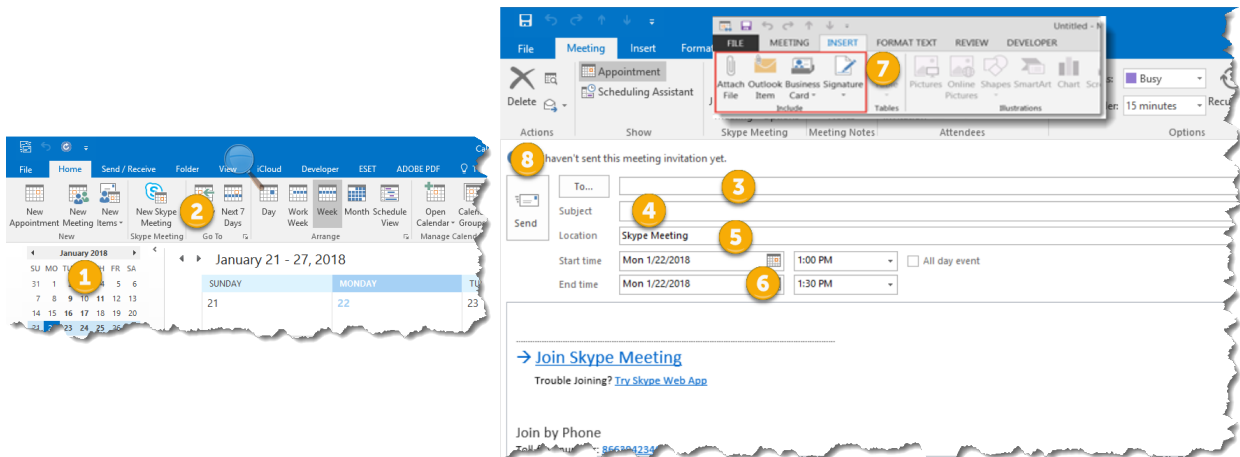 File Home Send / Receive Folder View iCloud Developer ESET ADOBE PDF
New Appointment
New Meeting
New Items
New Skype Meeting
Next 7 Days
Day
Work Week
Week
Month
Schedule View
Open Calendar
New Skype Meeting Go To Arrange
2
January 2018
SU MO FR SA
31 1 4 5 6
7 8 9 10 11 12 13
14 15 16 17 18 19 20
23 24 25
1
January 21 - 27, 2018
SUNDAY MONDAY
21 22 23
File Meeting Insert
Delete
Appointment
Scheduling Assistant
Actions Show Skype Meeting Meeting Notes Attendees Options
Busy
15 minutes
Untitled
FILE MEETING INSERT FORMAT TEXT REVIEW DEVELOPER
Attach File
Outlook Item
Business Card
Signature
Pictures
Online Pictures
Shapes
SmartArt
Chart
Include Tables Illustrations
7
8
haven't sent this meeting invitation yet.
Send
To... 3
Subject 4
Location Skype Meeting 5
Start time Mon 1/22/2018 1:00 PM All day event
End time Mon 1/22/2018 6 1:30 PM
→ Join Skype Meeting
Trouble Joining? Try Skype Web App
Join by Phone